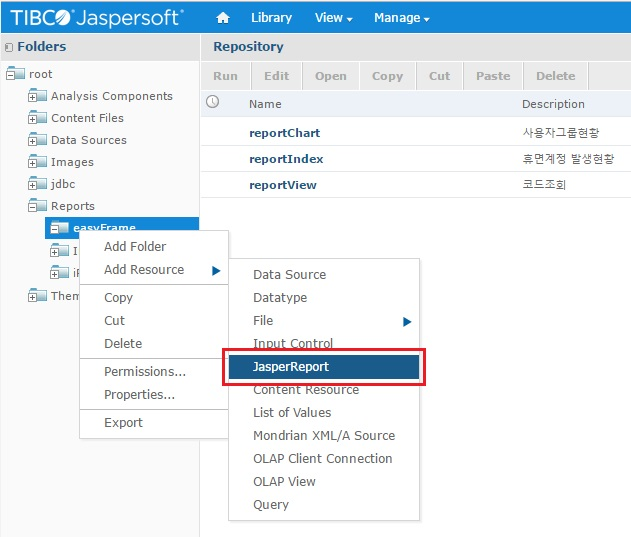 TIBCO Jaspersoft® Library View Manage
Folders
root
Analysis Components
Content Files
Data Sources
Images
jdbc
Reports
easyFrame
Add Folder
Add Resource
Copy
Cut
Delete
Permissions...
Properties...
Export
Data Source
Datatype
File
Input Control
JasperReport
Content Resource
List of Values
Mondrian XML/A Source
OLAP Client Connection
OLAP View
Query
Repository
Run Edit Open Copy Cut Paste Delete
Name Description
reportChart 사용자그룹현황
reportIndex 휴면계정 발생현황
reportView 코드조회